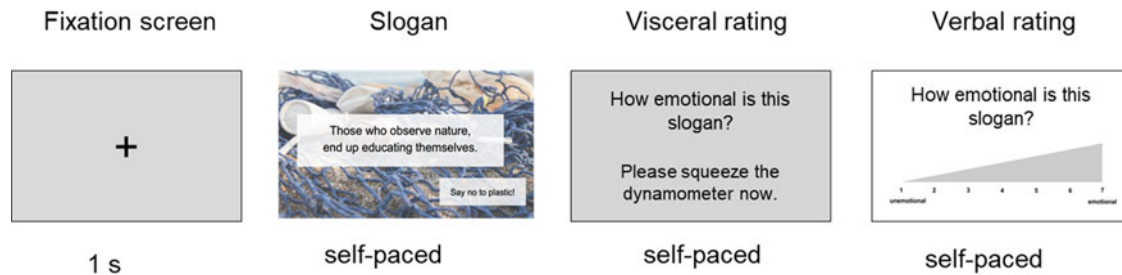 Fixation screen
Slogan
Visceral rating
Verbal rating
+
Those who observe nature,
end up educating themselves.
Say no to plastic!
How emotional is this
slogan?
Please squeeze the
dynamometer now.
How emotional is this
slogan?
1 2 3 4 5 6 7
unemotional emotional
1 s
self-paced
self-paced
self-paced